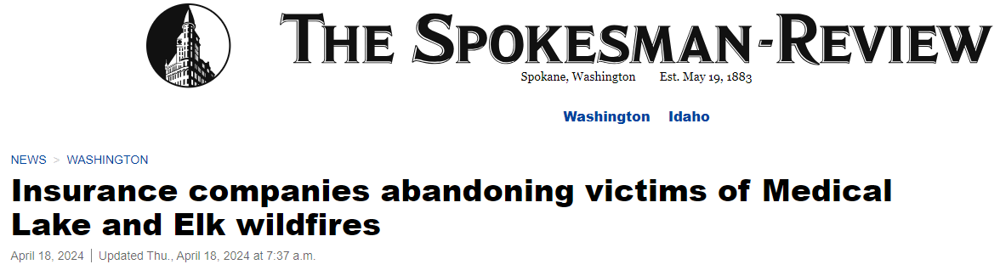 The Spokesman-Review
Spokane, Washington Est. May 19, 1883
Washington Idaho
NEWS > WASHINGTON
Insurance companies abandoning victims of Medical
Lake and Elk wildfires
April 18, 2024 | Updated Thu., April 18, 2024 at 7:37 a.m.